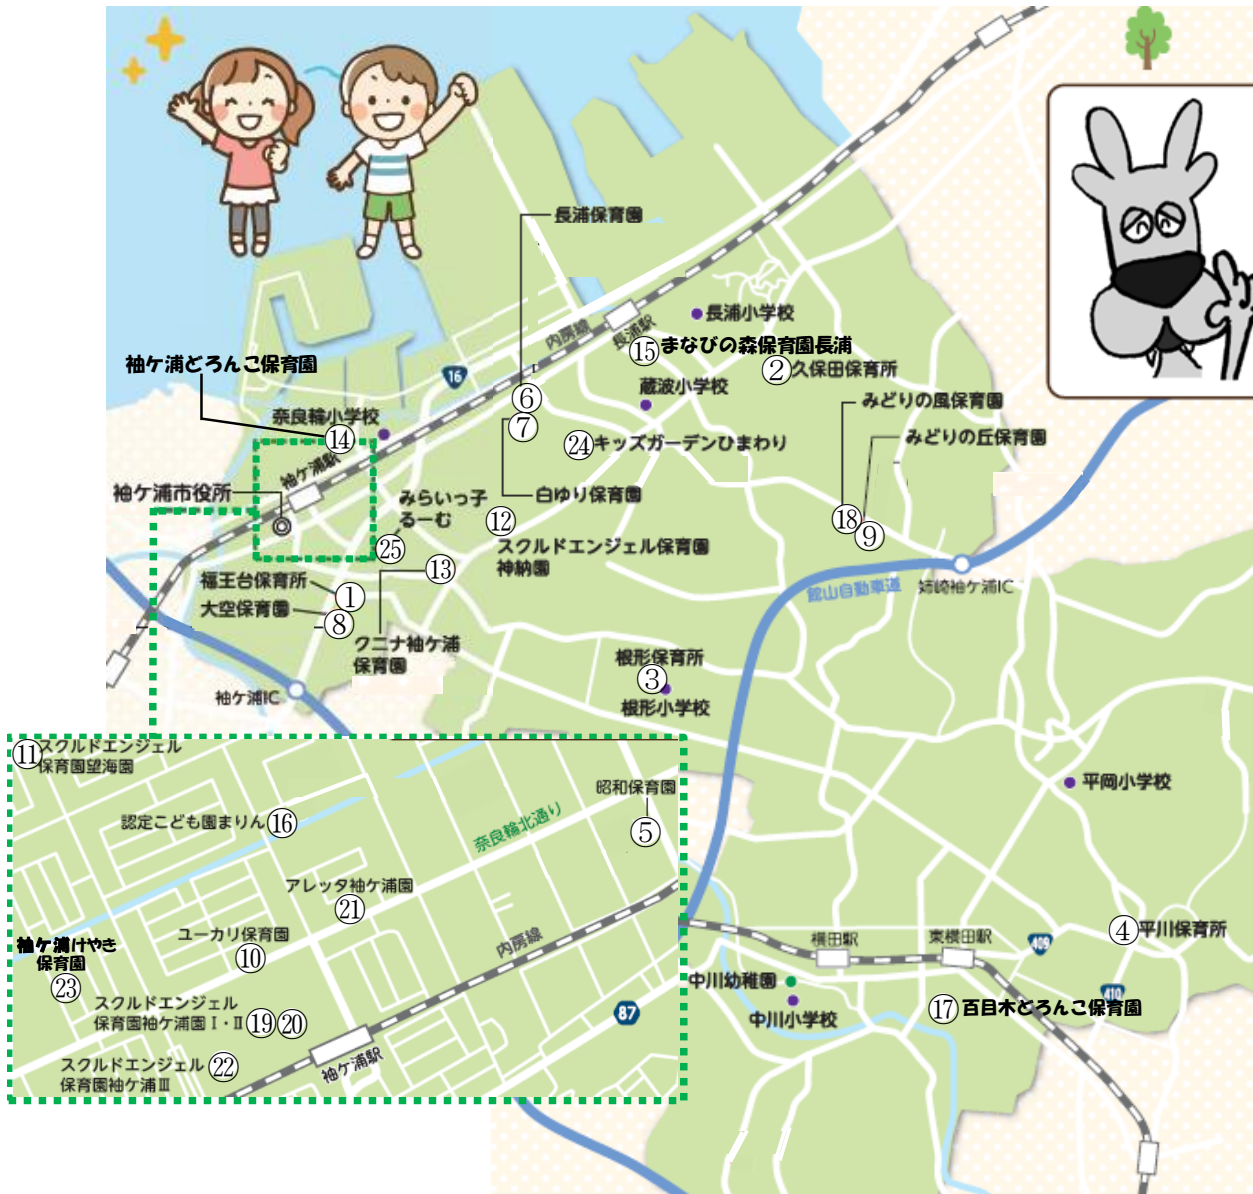 長浦保育園
内房線
長浦駅
長浦小学校
⑮まなびの森保育園長浦
②久保田保育所
袖ケ浦どろんこ保育園
16
蔵波小学校
みどりの風保育園
⑥
⑦
奈良輪小学校
⑭
㉔キッズガーデンひまわり
みどりの丘保育園
袖ケ浦駅
袖ケ浦市役所
みらいっ子
るーむ
白ゆり保育園
⑫
スクルドエンジェル保育園
神納園
⑱
⑨
㉕
⑬
福王台保育所
①
大空保育園
⑧
クニナ袖ケ浦
保育園
館山自動車道
姉崎袖ケ浦IC
根形保育所
③
根形小学校
袖ケ浦IC
⑪スクルドエンジェル
保育園望海園
昭和保育園
⑤
認定こども園まりん⑯
奈良輪北通り
アレッタ袖ケ浦園
㉑
ユーカリ保育園
⑩
内房線
袖ケ浦けやき
保育園
㉓
スクルドエンジェル
保育園袖ケ浦園Ⅰ・Ⅱ⑲⑳
87
スクルドエンジェル
保育園袖ケ浦Ⅲ
㉒
袖ケ浦駅
平岡小学校
④平川保育所
横田駅
東横田駅
409
410
中川幼稚園
中川小学校
⑰百目木どろんこ保育園